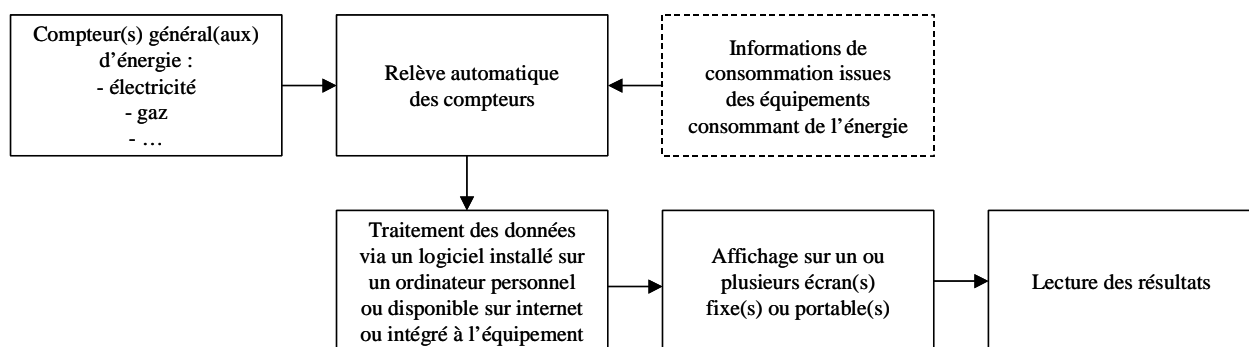 Compteur(s) général(aux)
d’énergie :
- électricité
- gaz
- …
Relève automatique
des compteurs
Informations de
consommation issues
des équipements
consommant de l’énergie
Traitement des données
via un logiciel installé sur
un ordinateur personnel
ou disponible sur internet
ou intégré à l’équipement
Affichage sur un ou
plusieurs écran(s)
fixe(s) ou portable(s)
Lecture des résultats